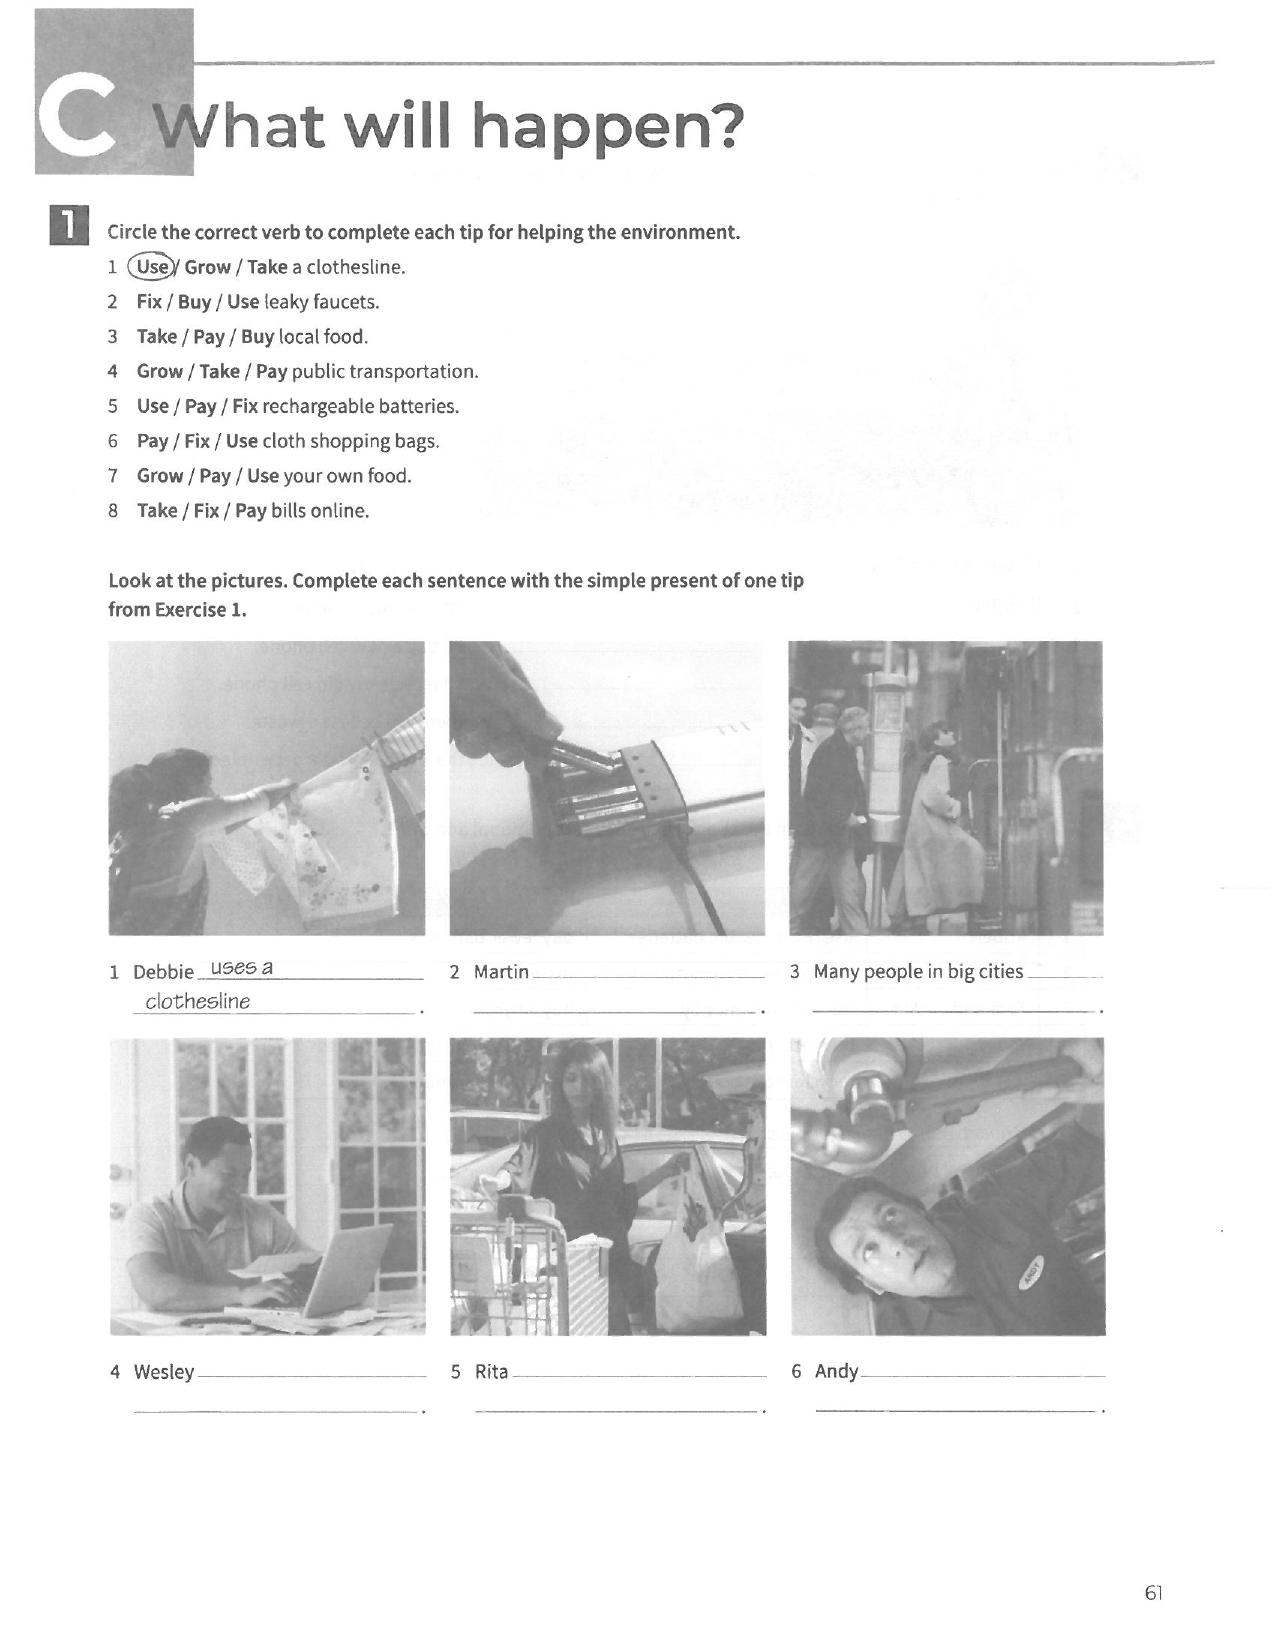 C What will happen?
1 Circle the correct verb to complete each tip for helping the environment.
1 Use / Grow / Take a clothesline.
2 Fix / Buy / Use leaky faucets.
3 Take / Pay / Buy local food.
4 Grow / Take / Pay public transportation.
5 Use / Pay / Fix rechargeable batteries.
6 Pay / Fix / Use cloth shopping bags.
7 Grow / Pay / Use your own food.
8 Take / Fix / Pay bills online.
Look at the pictures. Complete each sentence with the simple present of one tip
from Exercise 1.
1 Debbie uses a
clothesline.
2 Martin
3 Many people in big cities
ANDY
4 Wesley
5 Rita
6 Andy
61